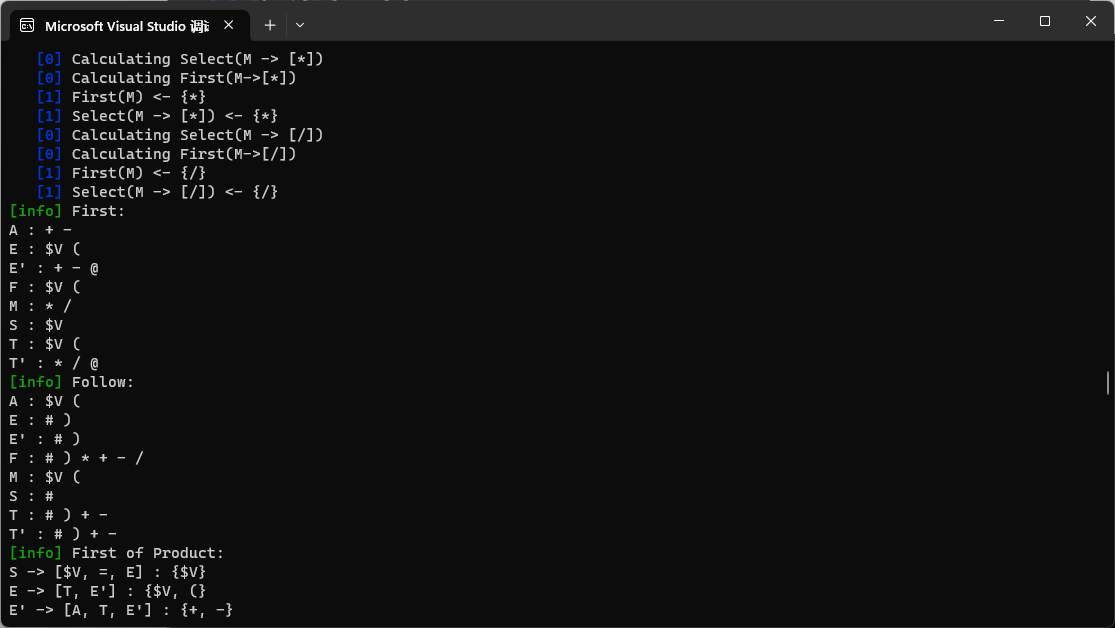 Microsoft Visual Studio 调试
[0] Calculating Select(M -> [*])
[0] Calculating First(M->[*])
[1] First(M) <- {*}
[1] Select(M -> [*]) <- {*}
[0] Calculating Select(M -> [/])
[0] Calculating First(M->[/])
[1] First(M) <- {/}
[1] Select(M -> [/]) <- {/}
[info] First:
A : + -
E : $V (
E' : + - @
F : $V (
M : * /
S : $V
T : $V (
T' : * / @
[info] Follow:
A : $V (
E : # )
E' : # )
F : # ) * + - /
M : $V (
S : #
T : # ) + -
T' : # ) + -
[info] First of Product:
S -> [$V, =, E] : {$V}
E -> [T, E'] : {$V, (}
E' -> [A, T, E'] : {+, -}